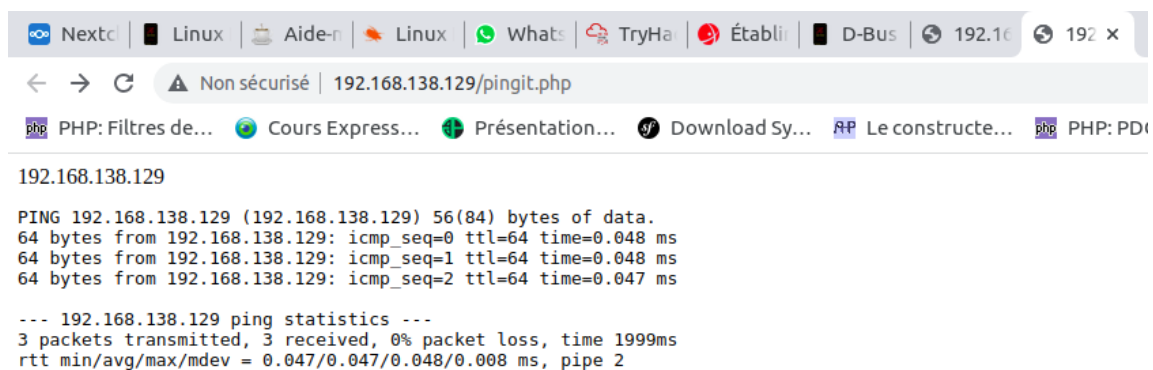 Nextcl Linux Aide-n Linux Whats TryHa Établir D-Bus 192.16 192 ×
Non sécurisé | 192.168.138.129/pingit.php
php PHP: Filtres de... Cours Express... Présentation... sf Download Sy... Le constructe... php PHP: PDO
192.168.138.129
PING 192.168.138.129 (192.168.138.129) 56(84) bytes of data.
64 bytes from 192.168.138.129: icmp_seq=0 ttl=64 time=0.048 ms
64 bytes from 192.168.138.129: icmp_seq=1 ttl=64 time=0.048 ms
64 bytes from 192.168.138.129: icmp_seq=2 ttl=64 time=0.047 ms
--- 192.168.138.129 ping statistics ---
3 packets transmitted, 3 received, 0% packet loss, time 1999ms
rtt min/avg/max/mdev = 0.047/0.047/0.048/0.008 ms, pipe 2